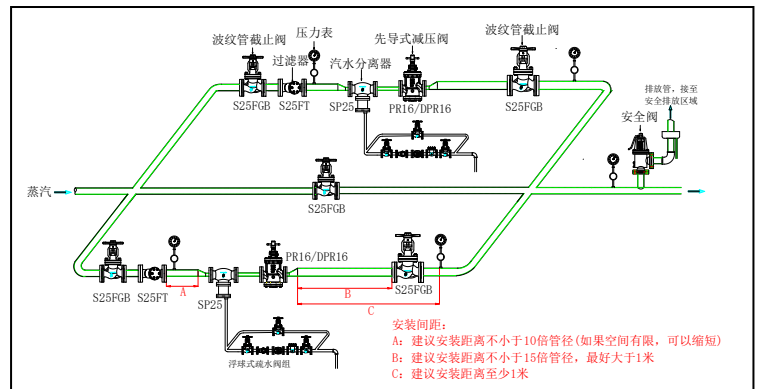 压力表
波纹管截止阀
先导式减压阀
波纹管截止阀
过滤器
汽水分离器
S25FGB
S25FT
SP25
PR16/DPR16
S25FGB
排放管，接至
安全排放区域
安全阀
蒸汽
S25FGB
PR16/DPR16
S25FGB
S25FT
A
SP25
B
S25FGB
C
浮球式疏水阀组
安装间距：
A：建议安装距离不小于10倍管径(如果空间有限，可以缩短)
B：建议安装距离不小于15倍管径，最好大于1米
C：建议安装距离至少1米